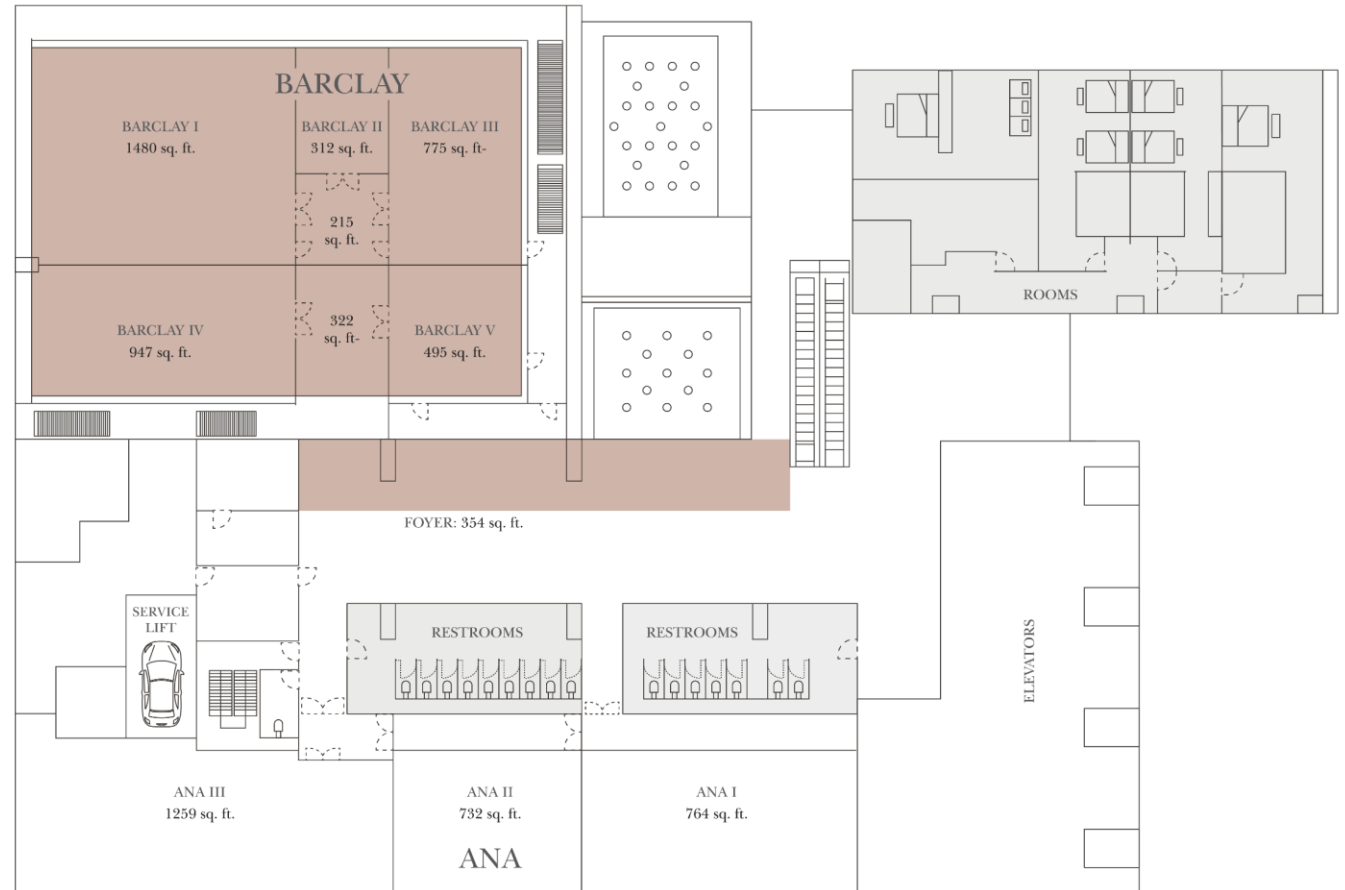 BARCLAY
BARCLAY I
1480 sq. ft.
BARCLAY II
312 sq. ft.
BARCLAY III
775 sq. ft-
215
sq. ft.
BARCLAY IV
947 sq. ft.
322
sq. ft-
BARCLAY V
495 sq. ft.
ROOMS
FOYER: 354 sq. ft.
SERVICE
LIFT
RESTROOMS
RESTROOMS
ELEVATORS
ANA III
1259 sq. ft.
ANA II
732 sq. ft.
ANA I
764 sq. ft.
ANA